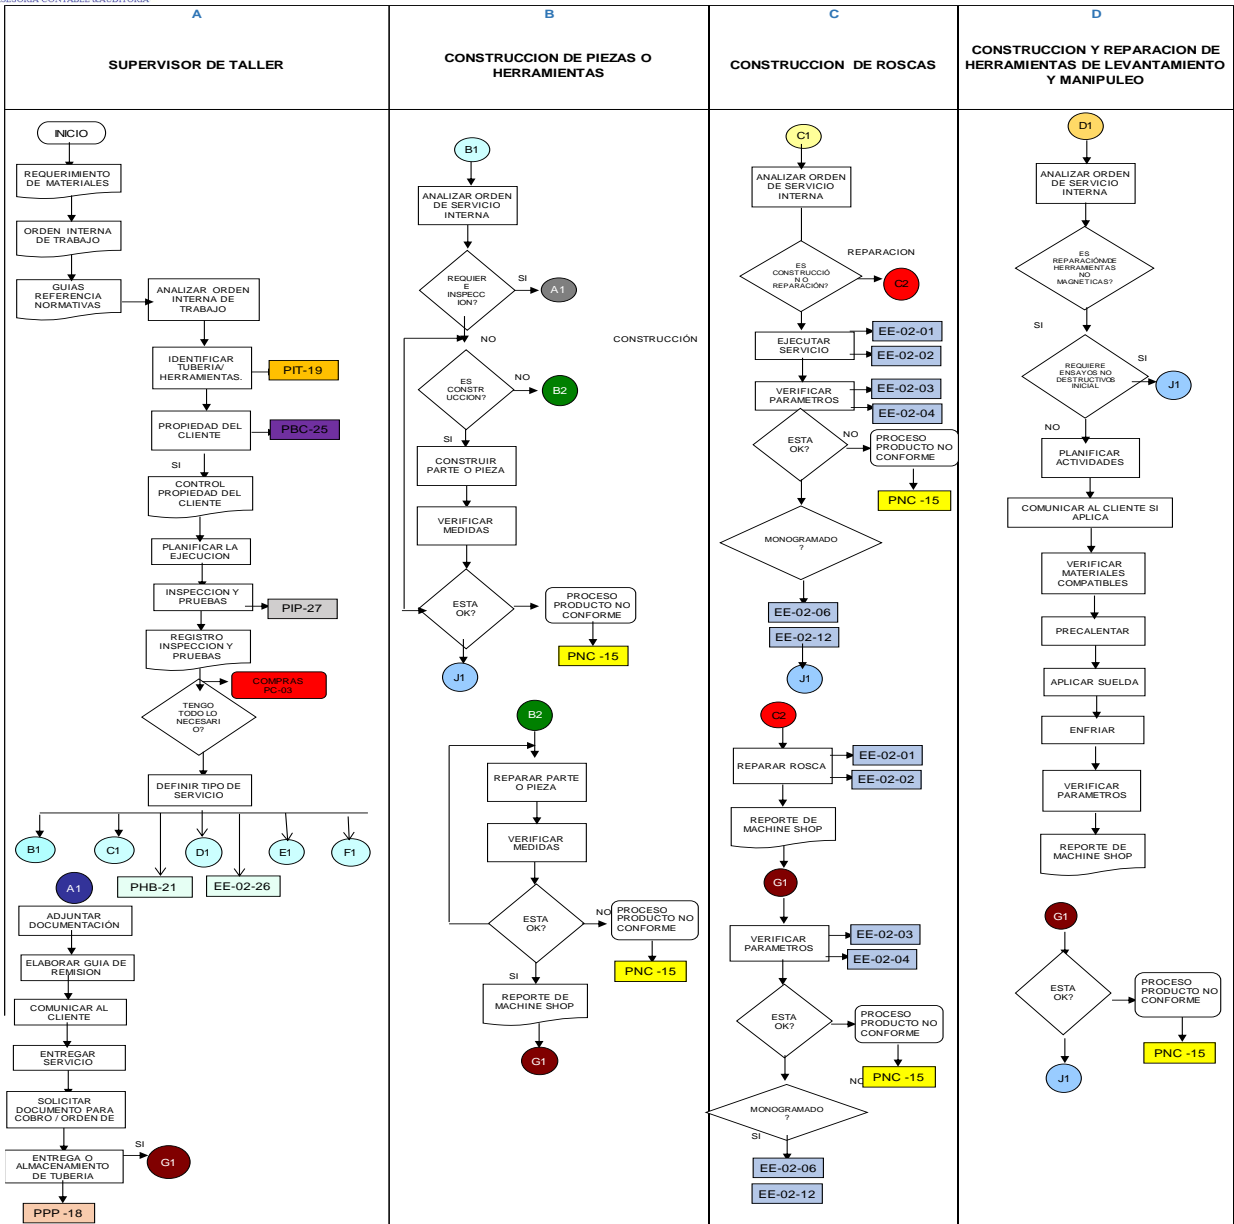 ASESORIA CONTABLE &AUDITORIA
A
B
C
D
SUPERVISOR DE TALLER
CONSTRUCCION DE PIEZAS O
HERRAMIENTAS
CONSTRUCCION DE ROSCAS
CONSTRUCCION Y REPARACION DE
HERRAMIENTAS DE LEVANTAMIENTO
Y MANIPULEO
INICIO
REQUERIMIENTO
DE MATERIALES
ORDEN INTERNA
DE TRABAJO
GUIAS
REFERENCIA
NORMATIVAS
ANALIZAR ORDEN
INTERNA DE
TRABAJO
IDENTIFICAR
TUBERIA/
HERRAMIENTAS.
PIT-19
PROPIEDAD DEL
CLIENTE
PBC-25
SI
CONTROL
PROPIEDAD DEL
CLIENTE
PLANIFICAR LA
EJECUCION
INSPECCION Y
PRUEBAS
PIP-27
REGISTRO
INSPECCION Y
PRUEBAS
COMPRAS
PC-03
TENGO
TODO LO
NECESARI
O?
DEFINIR TIPO DE
SERVICIO
B1
C1
D1
E1
F1
PHB-21
EE-02-26
A1
ADJUNTAR
DOCUMENTACIÓN
ELABORAR GUIA DE
REMISION
COMUNICAR AL
CLIENTE
ENTREGAR
SERVICIO
SOLICITAR
DOCUMENTO PARA
COBRO / ORDEN DE
ENTREGA O
ALMACENAMIENTO
DE TUBERIA
SI
G1
PPP -18
B1
ANALIZAR ORDEN
DE SERVICIO
INTERNA
REQUIER
E
INSPECC
ION?
SI
A1
NO
CONSTRUCCIÓN
ES
CONSTR
UCCION?
NO
B2
SI
CONSTRUIR
PARTE O PIEZA
VERIFICAR
MEDIDAS
ESTA
OK?
PROCESO
PRODUCTO NO
CONFORME
PNC -15
J1
B2
REPARAR PARTE
O PIEZA
VERIFICAR
MEDIDAS
ESTA
OK?
NO
PROCESO
PRODUCTO NO
CONFORME
PNC -15
SI
REPORTE DE
MACHINE SHOP
G1
C1
ANALIZAR ORDEN
DE SERVICIO
INTERNA
REPARACION
ES
CONSTRUCCIÓ
N O
REPARACIÓN?
C2
EJECUTAR
SERVICIO
EE-02-01
EE-02-02
VERIFICAR
PARAMETROS
EE-02-03
EE-02-04
ESTA
OK?
NO
PROCESO
PRODUCTO NO
CONFORME
PNC -15
MONOGRAMADO
?
EE-02-06
EE-02-12
J1
C2
REPARAR ROSCA
EE-02-01
EE-02-02
REPORTE DE
MACHINE SHOP
G1
VERIFICAR
PARAMETROS
EE-02-03
EE-02-04
ESTA
OK?
PROCESO
PRODUCTO NO
CONFORME
NO
PNC -15
MONOGRAMADO
?
SI
EE-02-06
EE-02-12
D1
ANALIZAR ORDEN
DE SERVICIO
INTERNA
ES
REPARACIÓN/DE
HERRAMIENTAS
NO
MAGNETICAS?
SI
REQUIERE
ENSAYOS NO
DESTRUCTIVOS
INICIAL
SI
J1
NO
PLANIFICAR
ACTIVIDADES
COMUNICAR AL CLIENTE SI
APLICA
VERIFICAR
MATERIALES
COMPATIBLES
PRECALENTAR
APLICAR SUELDA
ENFRIAR
VERIFICAR
PARAMETROS
REPORTE DE
MACHINE SHOP
G1
ESTA
OK?
PROCESO
PRODUCTO NO
CONFORME
PNC -15
J1